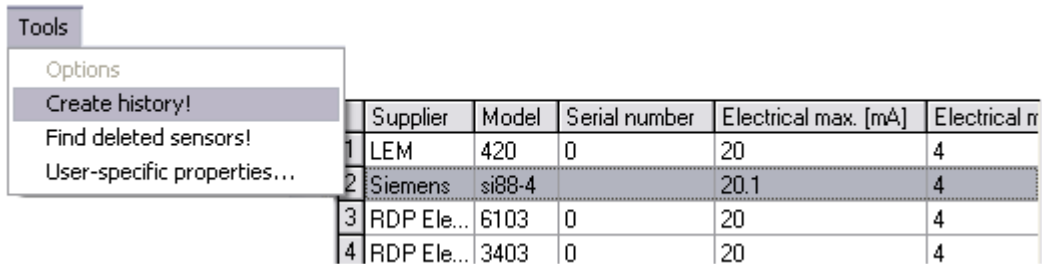 Tools
Options
Create history!
Find deleted sensors!
User-specific properties...
Supplier Model Serial number Electrical max. [mA] Electrical m
1 LEM 420 0 20 4
2 Siemens si88-4 20.1 4
3 RDP Ele... 6103 0 20 4
4 RDP Ele... 3403 0 20 4